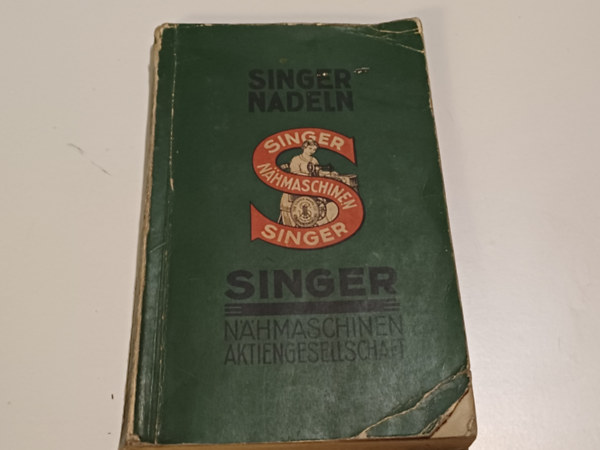 SINGER
NADELN
SINGER
NÄHMASCHINEN
SINGER
SINGER
NÄHMASCHINEN
AKTIENGESELLSCHAFT